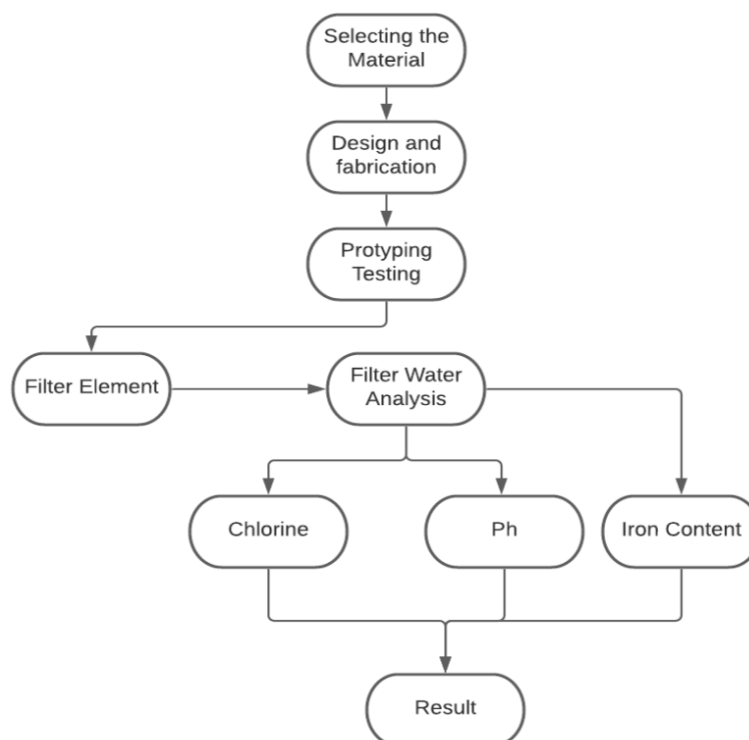 Selecting the
Material
Design and
fabrication
Protyping
Testing
Filter Element
Filter Water
Analysis
Chlorine
Ph
Iron Content
Result